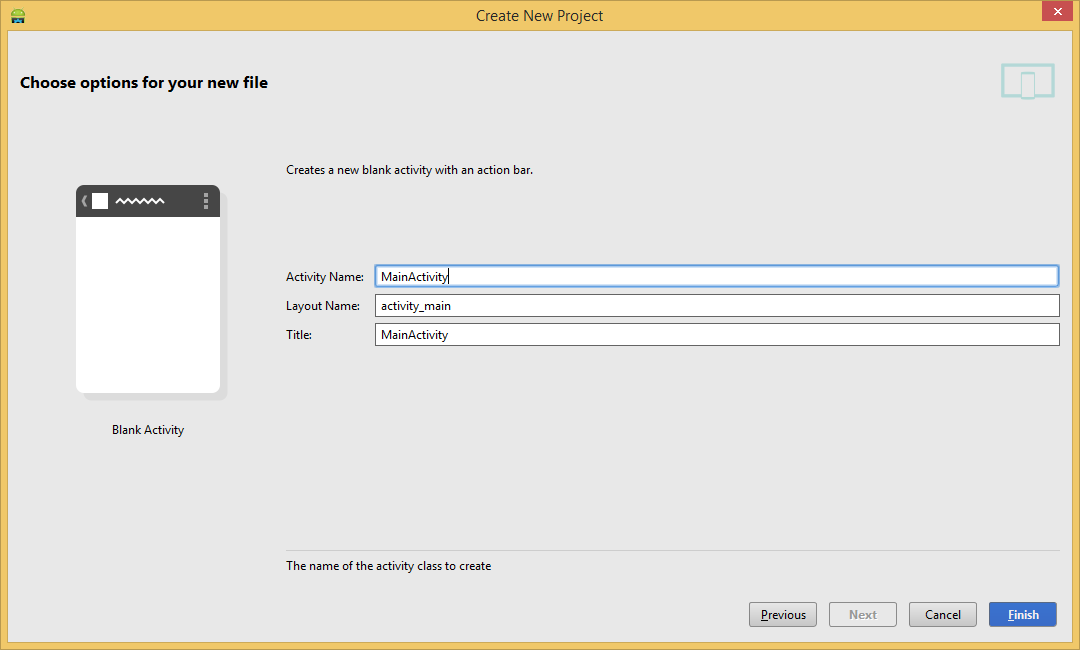 Create New Project
Choose options for your new file
Creates a new blank activity with an action bar.
Activity Name: MainActivity
Layout Name: activity_main
Title: MainActivity
Blank Activity
The name of the activity class to create
Previous Next Cancel Finish